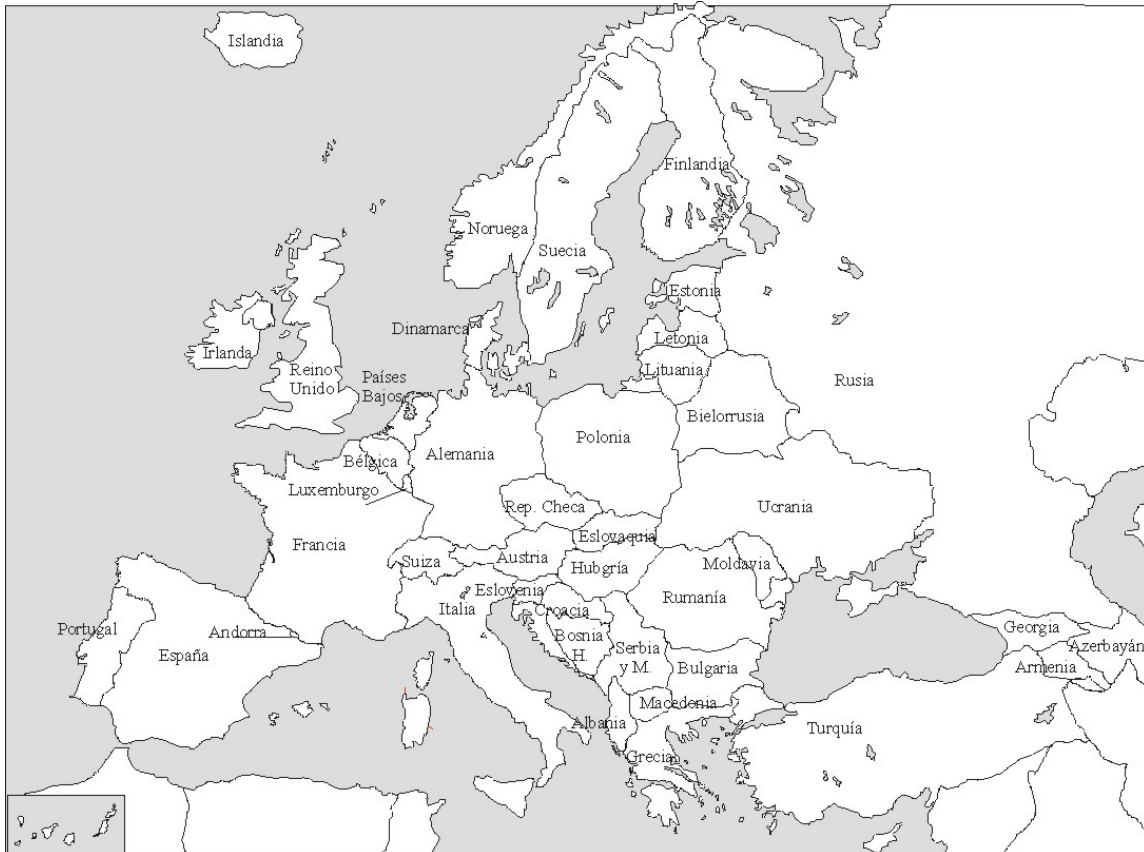 Islandia
Finlandia
Noruega
Suecia
Estonia
Dinamarca
Letonia
Irlanda
Reino
Unido
Países
Bajos
Lituania
Rusia
Bielorrusia
Polonia
Bélgica
Alemania
Luxemburgo
Rep. Checa
Ucrania
Eslovaquia
Francia
Suiza
Austria
Hubgría
Moldavia
Eslovenia
Italia
Croacia
Rumanía
Portugal
Andorra
España
Bosnia
H.
Serbia
y M.
Bulgaria
Georgia
Azerbayán
Armenia
Macedonia
Albania
Turquía
Grecia